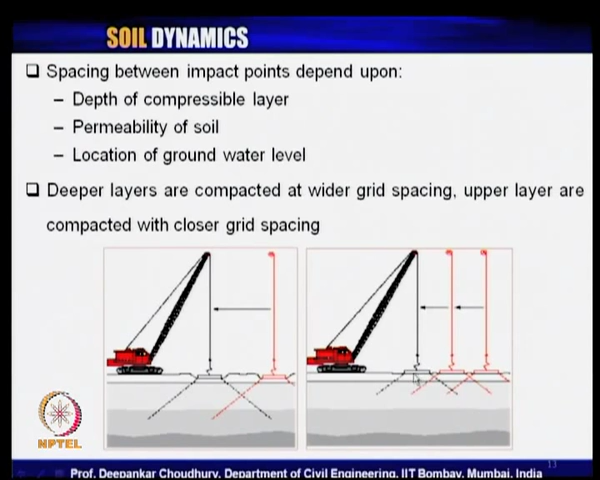 SOIL DYNAMICS
Spacing between impact points depend upon:
– Depth of compressible layer
– Permeability of soil
– Location of ground water level
Deeper layers are compacted at wider grid spacing, upper layer are
compacted with closer grid spacing
NPTEL
13
Prof. Deepankar Choudhury, Department of Civil Engineering, IIT Bombay, Mumbai, India